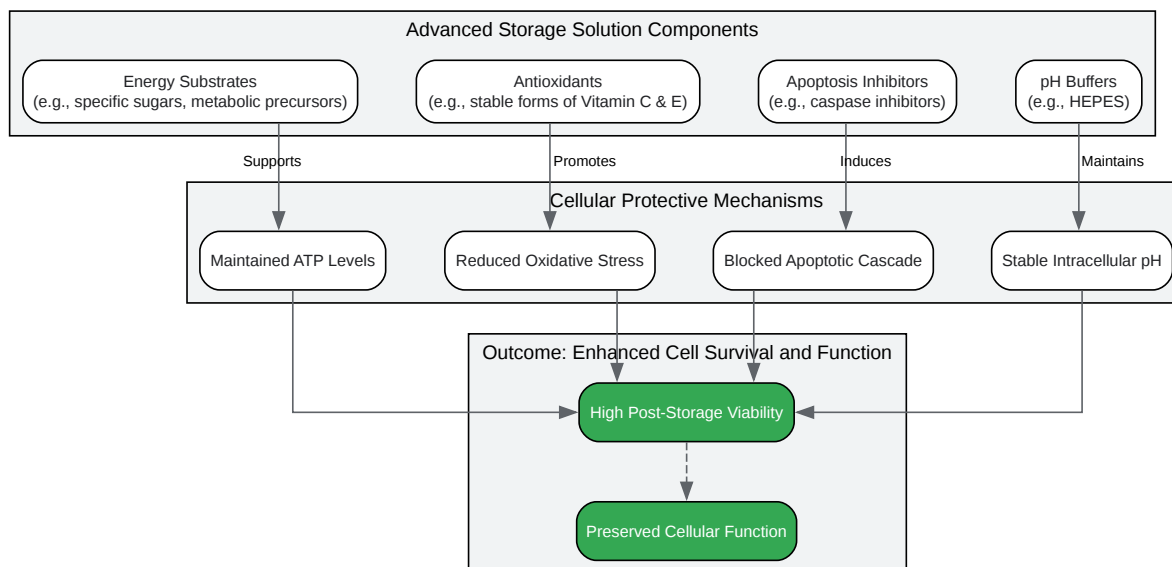 Advanced Storage Solution Components
Energy Substrates
(e.g., specific sugars, metabolic precursors)
Antioxidants
(e.g., stable forms of Vitamin C & E)
Apoptosis Inhibitors
(e.g., caspase inhibitors)
pH Buffers
(e.g., HEPES)
Supports
Promotes
Induces
Maintains
Cellular Protective Mechanisms
Maintained ATP Levels
Reduced Oxidative Stress
Blocked Apoptotic Cascade
Stable Intracellular pH
Outcome: Enhanced Cell Survival and Function
High Post-Storage Viability
Preserved Cellular Function